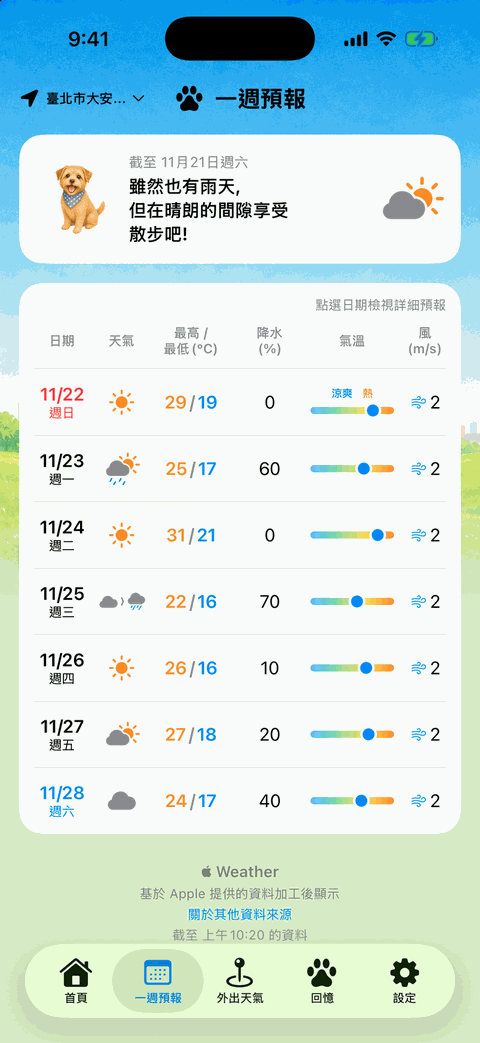 9:41
臺北市大安... 一週預報
截至 11月21日週六
雖然也有雨天,
但在晴朗的間隙享受
散步吧!
點選日期檢視詳細預報
日期 天氣 最高 / 最低 (°C) 降水 (%) 氣溫 風 (m/s)
11/22 週日 29/19 0 涼爽 熱 2
11/23 週一 25/17 60 2
11/24 週二 31/21 0 2
11/25 週三 22/16 70 2
11/26 週四 26/16 10 2
11/27 週五 27/18 20 2
11/28 週六 24/17 40 2
Weather
基於 Apple 提供的資料加工後顯示
關於其他資料來源
截至 上午10:20 的資料
首頁 一週預報 外出天氣 回憶 設定